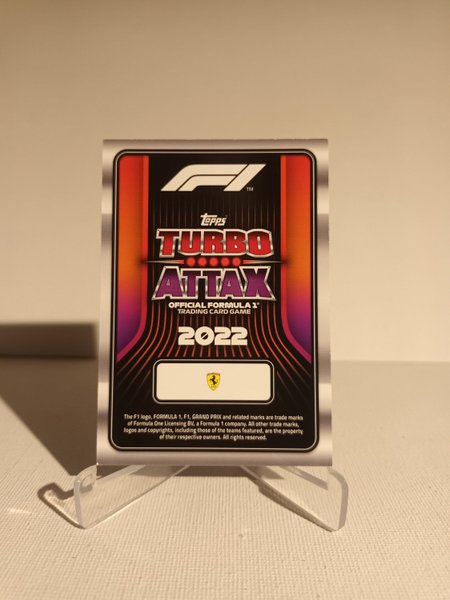 F1 ™
Topps
TURBO
ATTAX
OFFICIAL FORMULA 1®
TRADING CARD GAME
2022
The F1 logo, FORMULA 1, F1, GRAND PRIX and related marks are trade marks
of Formula One Licensing BV, a Formula 1 company. All other trade marks,
logos and copyrights, including those of the teams featured, are the property
of their respective owners. All rights reserved.